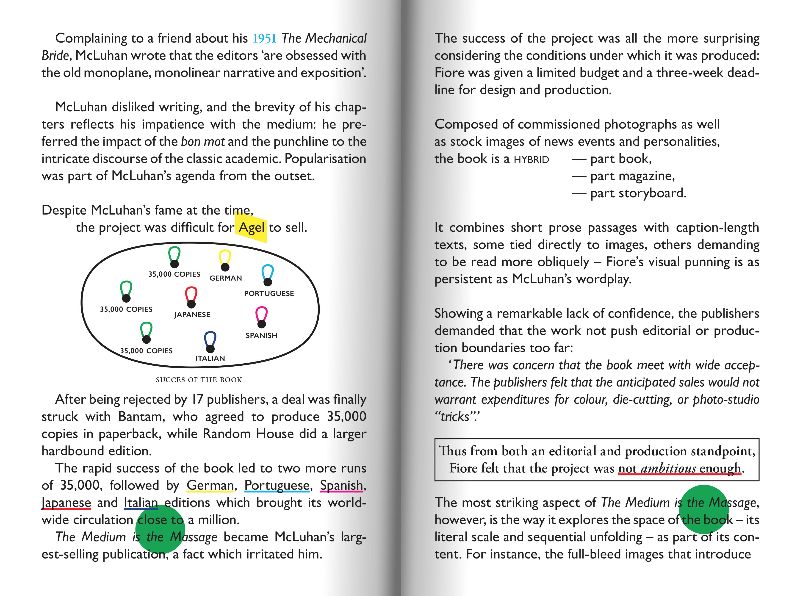 Complaining to a friend about his 1951 The Mechanical
Bride, McLuhan wrote that the editors ‘are obsessed with
the old monoplane, monolinear narrative and exposition’.
McLuhan disliked writing, and the brevity of his chap-
ters reflects his impatience with the medium: he pre-
ferred the impact of the bon mot and the punchline to the
intricate discourse of the classic academic. Popularisation
was part of McLuhan’s agenda from the outset.
Despite McLuhan’s fame at the time,
the project was difficult for Agel to sell.
35,000 COPIES
GERMAN
PORTUGUESE
35,000 COPIES
JAPANESE
SPANISH
35,000 COPIES
ITALIAN
SUCCES OF THE BOOK
After being rejected by 17 publishers, a deal was finally
struck with Bantam, who agreed to produce 35,000
copies in paperback, while Random House did a larger
hardbound edition.
The rapid success of the book led to two more runs
of 35,000, followed by German, Portuguese, Spanish,
Japanese and Italian editions which brought its world-
wide circulation close to a million.
The Medium is the Massage became McLuhan’s larg-
est-selling publication, a fact which irritated him.
The success of the project was all the more surprising
considering the conditions under which it was produced:
Fiore was given a limited budget and a three-week dead-
line for design and production.
Composed of commissioned photographs as well
as stock images of news events and personalities,
the book is a HYBRID — part book,
— part magazine,
— part storyboard.
It combines short prose passages with caption-length
texts, some tied directly to images, others demanding
to be read more obliquely – Fiore’s visual punning is as
persistent as McLuhan’s wordplay.
Showing a remarkable lack of confidence, the publishers
demanded that the work not push editorial or produc-
tion boundaries too far:
‘There was concern that the book meet with wide accep-
tance. The publishers felt that the anticipated sales would not
warrant expenditures for colour, die-cutting, or photo-studio
“tricks”.’
Thus from both an editorial and production standpoint,
Fiore felt that the project was not ambitious enough.
The most striking aspect of The Medium is the Massage,
however, is the way it explores the space of the book – its
literal scale and sequential unfolding – as part of its con-
tent. For instance, the full-bleed images that introduce